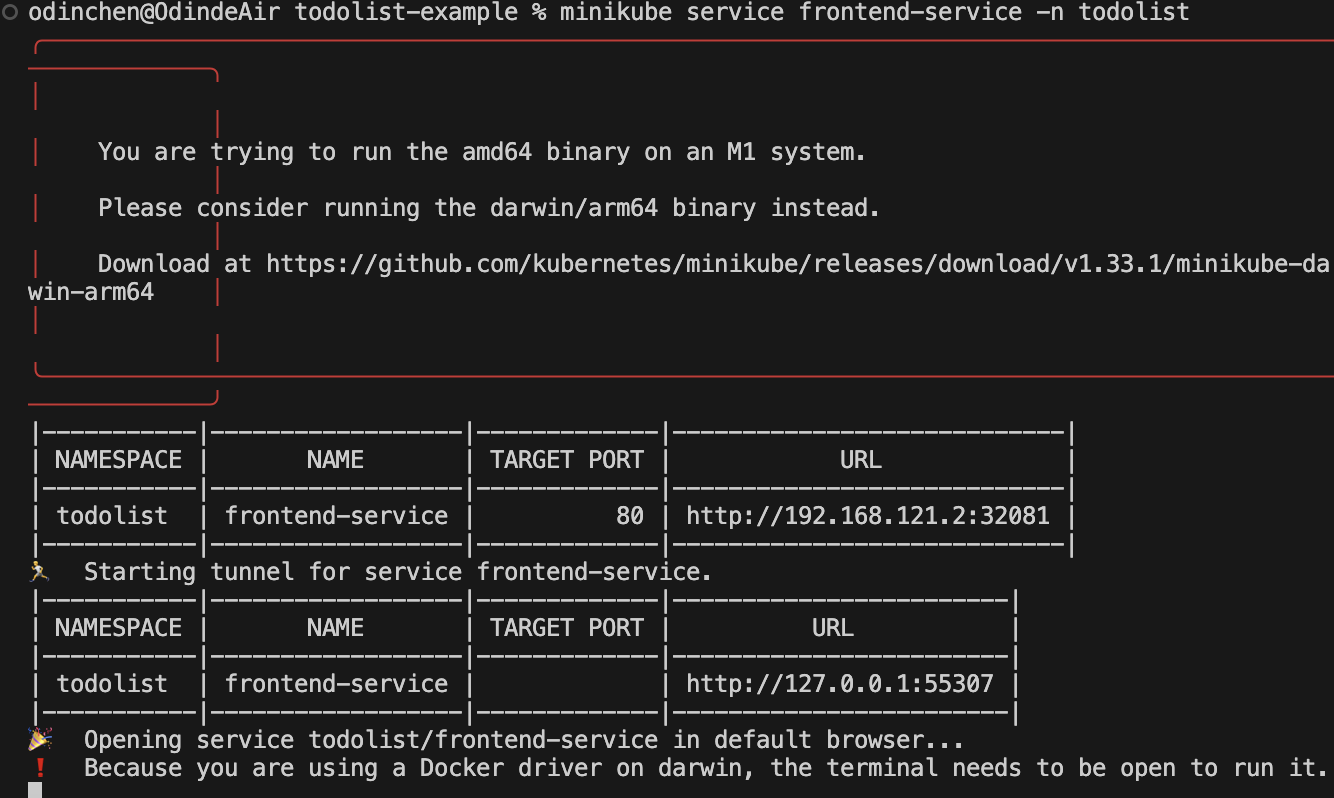 odinchen@OdindeAir todolist-example % minikube service frontend-service -n todolist
You are trying to run the amd64 binary on an M1 system.
Please consider running the darwin/arm64 binary instead.
Download at https://github.com/kubernetes/minikube/releases/download/v1.33.1/minikube-da
win-arm64
|-----------|------------------|-------------|----------------------------|
| NAMESPACE | NAME | TARGET PORT | URL |
|-----------|------------------|-------------|----------------------------|
| todolist | frontend-service | 80 | http://192.168.121.2:32081 |
|-----------|------------------|-------------|----------------------------|
🏃 Starting tunnel for service frontend-service.
|-----------|------------------|-------------|------------------------|
| NAMESPACE | NAME | TARGET PORT | URL |
|-----------|------------------|-------------|------------------------|
| todolist | frontend-service | | http://127.0.0.1:55307 |
|-----------|------------------|-------------|------------------------|
🎉 Opening service todolist/frontend-service in default browser...
❗ Because you are using a Docker driver on darwin, the terminal needs to be open to run it.